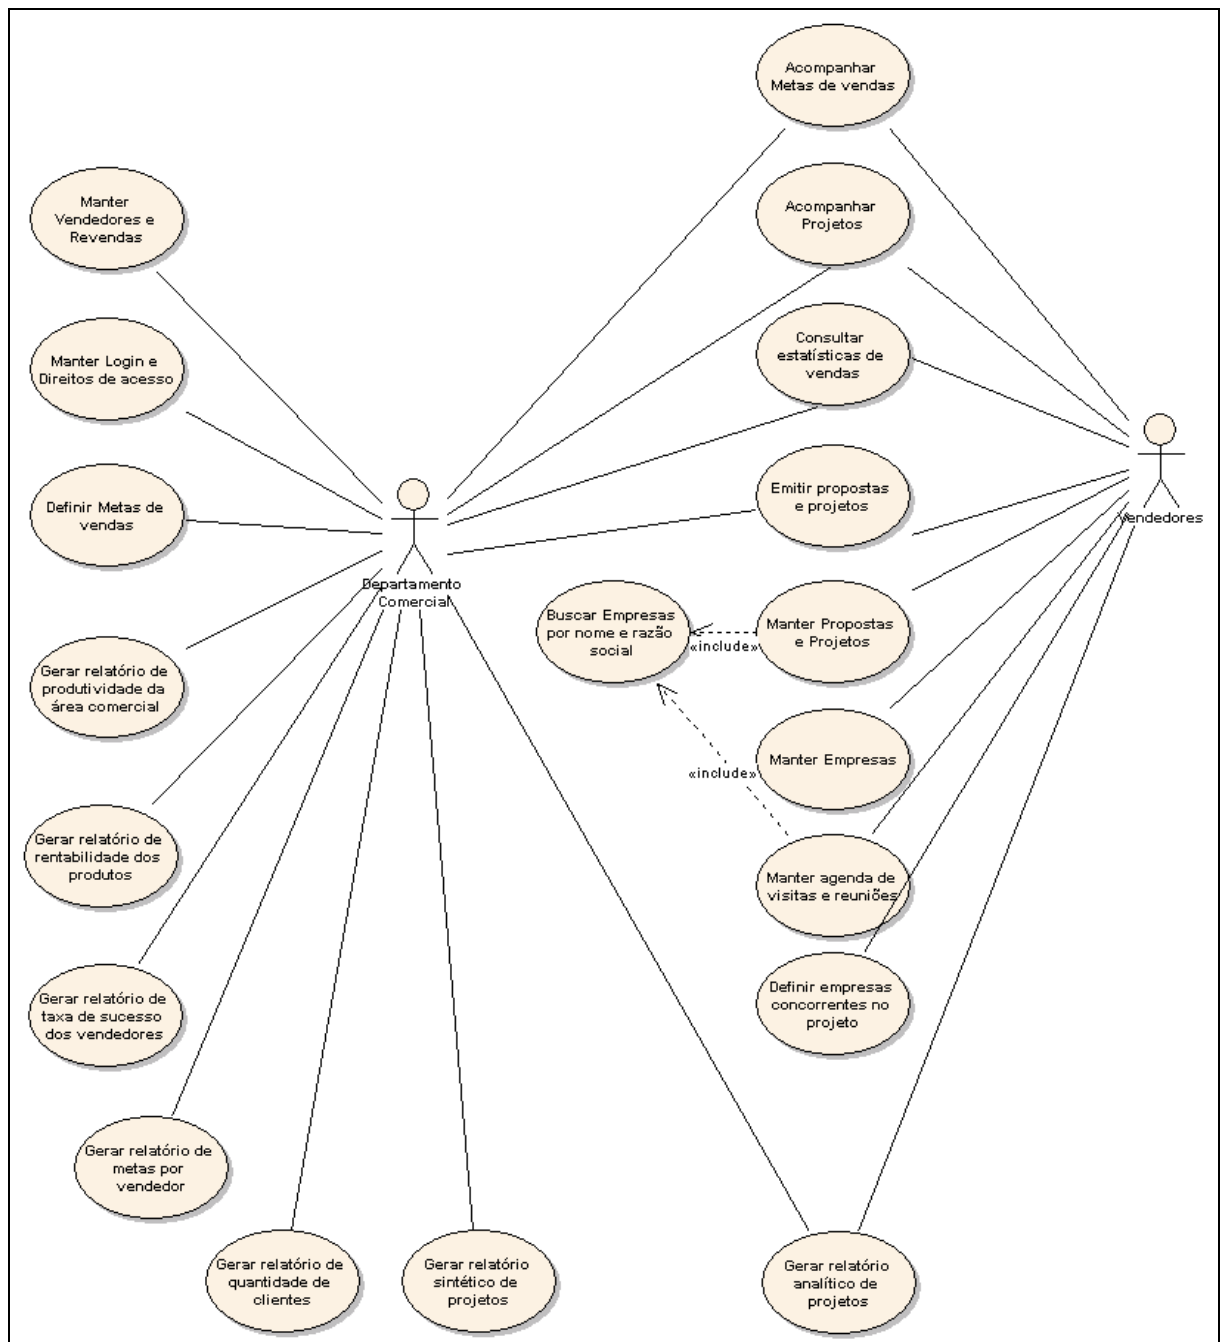 Acompanhar
Metas de vendas
Manter
Vendedores e
Revendas
Acompanhar
Projetos
Manter Login e
Direitos de acesso
Consultar
estatísticas de
vendas
Definir Metas de
vendas
Emitir propostas
e projetos
Vendedores
Departamento
Comercial
Buscar Empresas
por nome e razão
social
«include»
Manter Propostas
e Projetos
Gerar relatório de
produtividade da
área comercial
«include»
Manter Empresas
Gerar relatório de
rentabilidade dos
produtos
Manter agenda de
visitas e reuniões
Gerar relatório de
taxa de sucesso
dos vendedores
Definir empresas
concorrentes no
projeto
Gerar relatório de
metas por
vendedor
Gerar relatório de
quantidade de
clientes
Gerar relatório
sintético de
projetos
Gerar relatório
analítico de
projetos